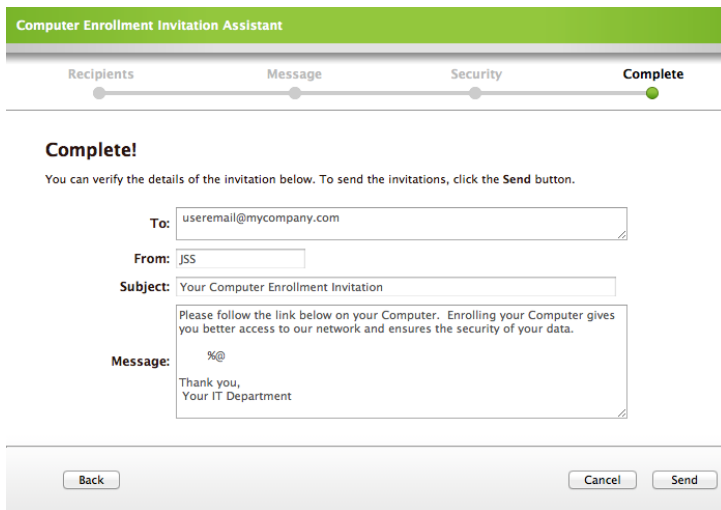 Computer Enrollment Invitation Assistant
Recipients Message Security Complete
Complete!
You can verify the details of the invitation below. To send the invitations, click the Send button.
To: useremail@mycompany.com
From: JSS
Subject: Your Computer Enrollment Invitation
Message:
Please follow the link below on your Computer.  Enrolling your Computer gives
you better access to our network and ensures the security of your data.
%@
Thank you,
Your IT Department
Back Cancel Send